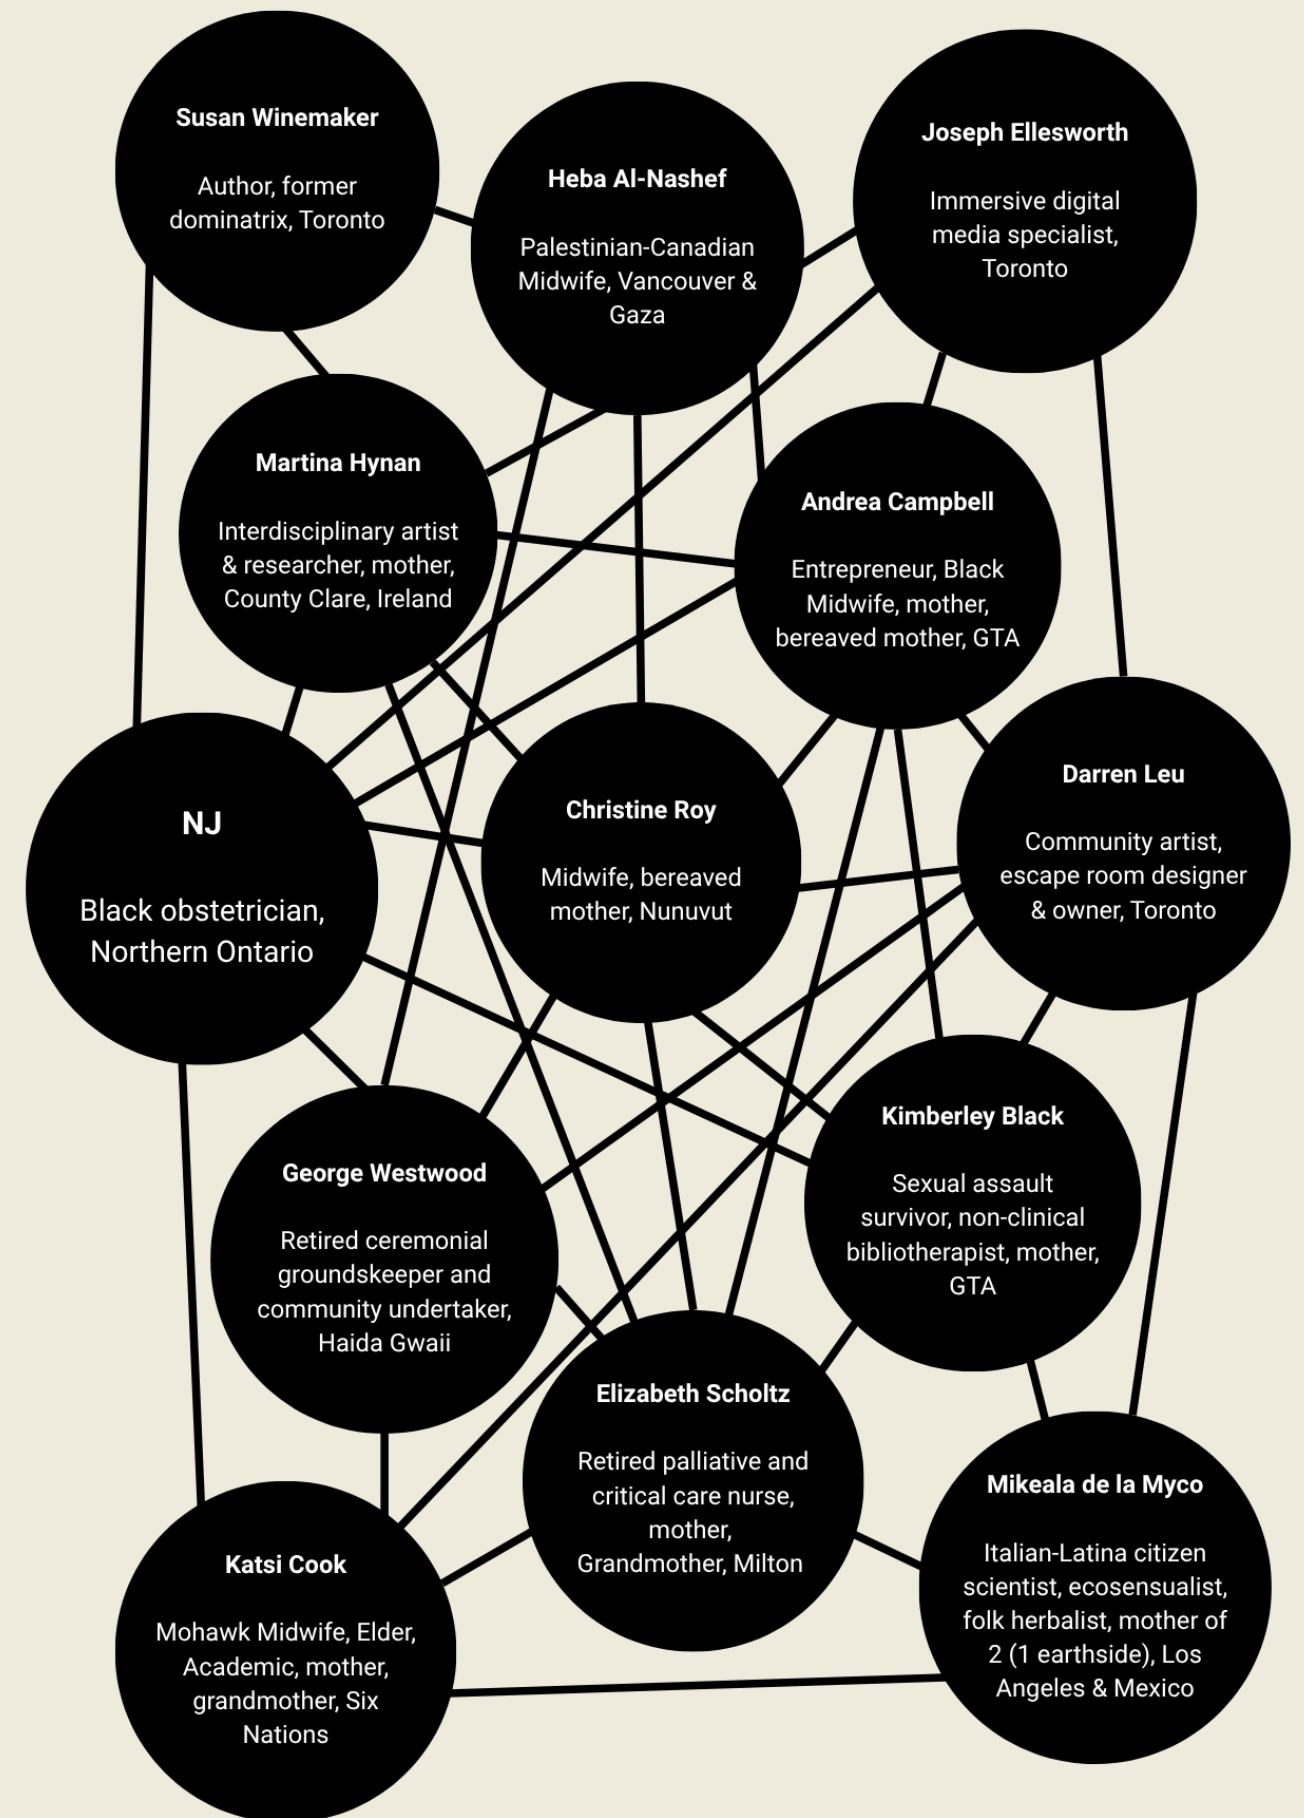 Susan Winemaker
Author, former
dominatrix, Toronto
Heba Al-Nashef
Palestinian-Canadian
Midwife, Vancouver &
Gaza
Joseph Ellesworth
Immersive digital
media specialist,
Toronto
Martina Hynan
Interdisciplinary artist
& researcher, mother,
County Clare, Ireland
Andrea Campbell
Entrepreneur, Black
Midwife, mother,
bereaved mother, GTA
NJ
Black obstetrician,
Northern Ontario
Christine Roy
Midwife, bereaved
mother, Nunuvut
Darren Leu
Community artist,
escape room designer
& owner, Toronto
George Westwood
Retired ceremonial
groundskeeper and
community undertaker,
Haida Gwaii
Kimberley Black
Sexual assault
survivor, non-clinical
bibliotherapist, mother,
GTA
Elizabeth Scholtz
Retired palliative and
critical care nurse,
mother,
Grandmother, Milton
Katsi Cook
Mohawk Midwife, Elder,
Academic, mother,
grandmother, Six
Nations
Mikeala de la Myco
Italian-Latina citizen
scientist, ecosensualist,
folk herbalist, mother of
2 (1 earthside), Los
Angeles & Mexico